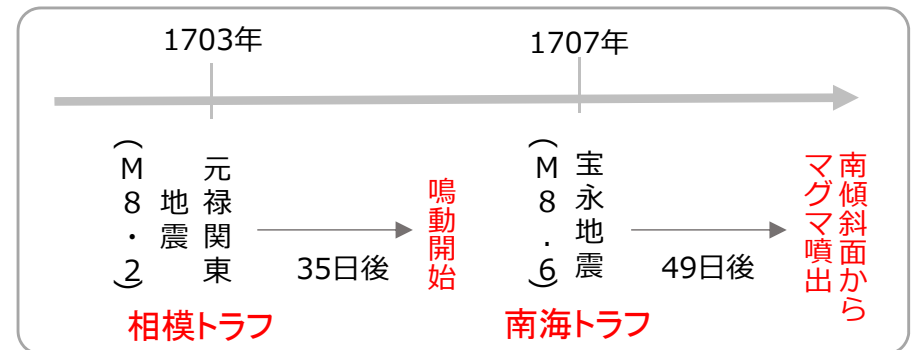 1703年
1707年
元禄関東
地震
(M8・2)
35日後
鳴動開始
相模トラフ
宝永地震
(M8.6)
49日後
南傾斜面から
マグマ噴出
南海トラフ